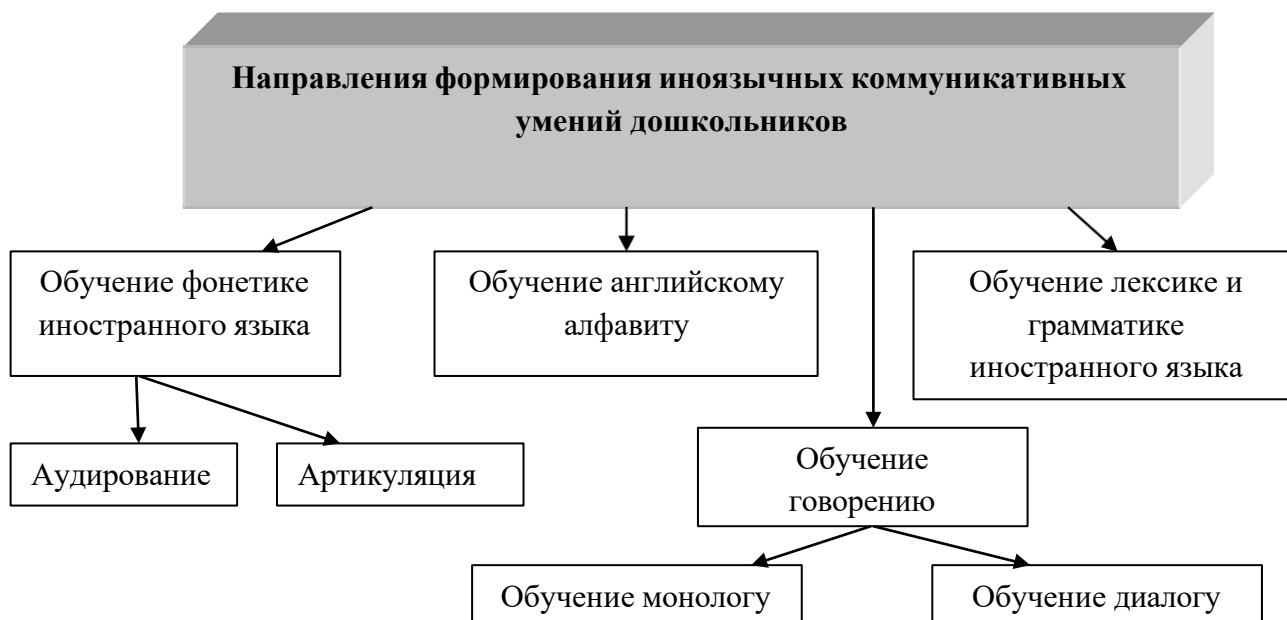 Направления формирования иноязычных коммуникативных
умений дошкольников
Обучение фонетике
иностранного языка
Обучение английскому
алфавиту
Обучение лексике и
грамматике
иностранного языка
Аудирование
Артикуляция
Обучение
говорению
Обучение монологу
Обучение диалогу